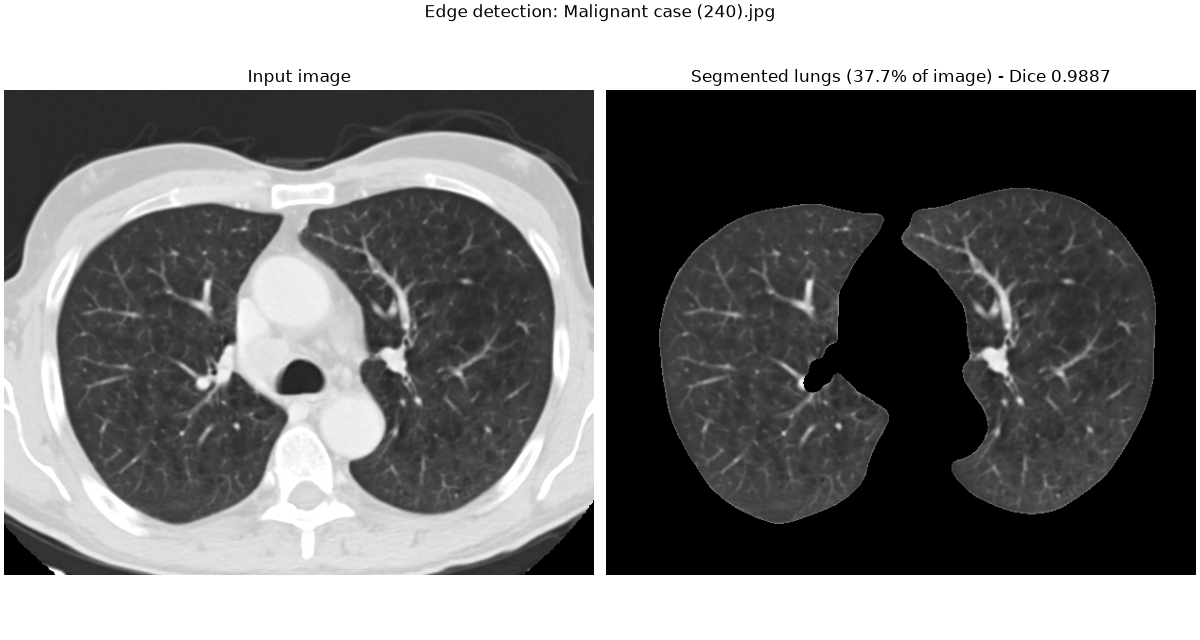 Edge detection: Malignant case (240).jpg
Input image
Segmented lungs (37.7% of image) - Dice 0.9887